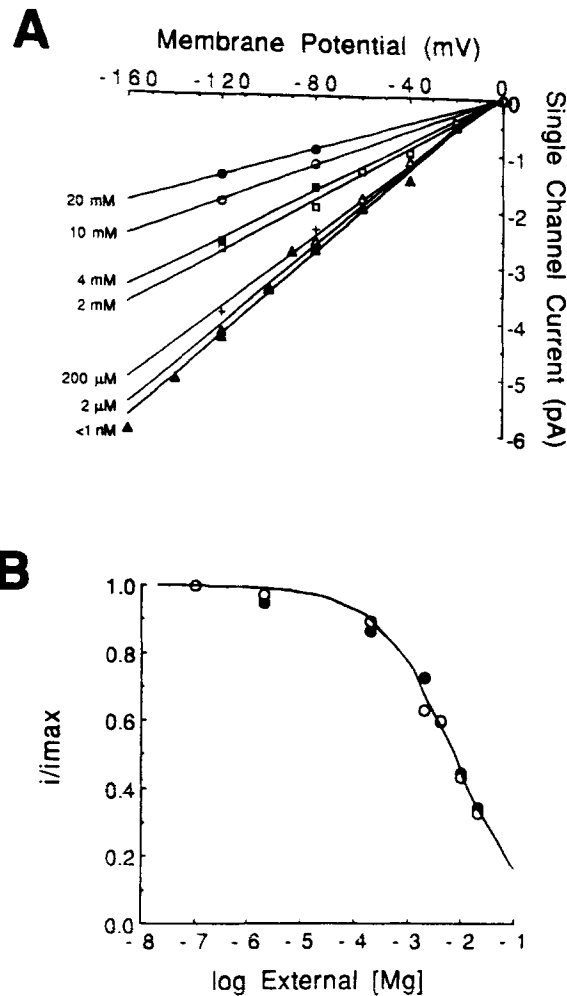 A
Membrane Potential (mV)
-160 -120 -80 -40 0
0
-1
-2
-3
-4
-5
-6
Single Channel Current (pA)
20 mM
10 mM
4 mM
2 mM
200 µM
2 µM
<1 nM
B
1.0
0.8
0.6
0.4
0.2
0.0
i/imax
-8 -7 -6 -5 -4 -3 -2 -1
log External [Mg]